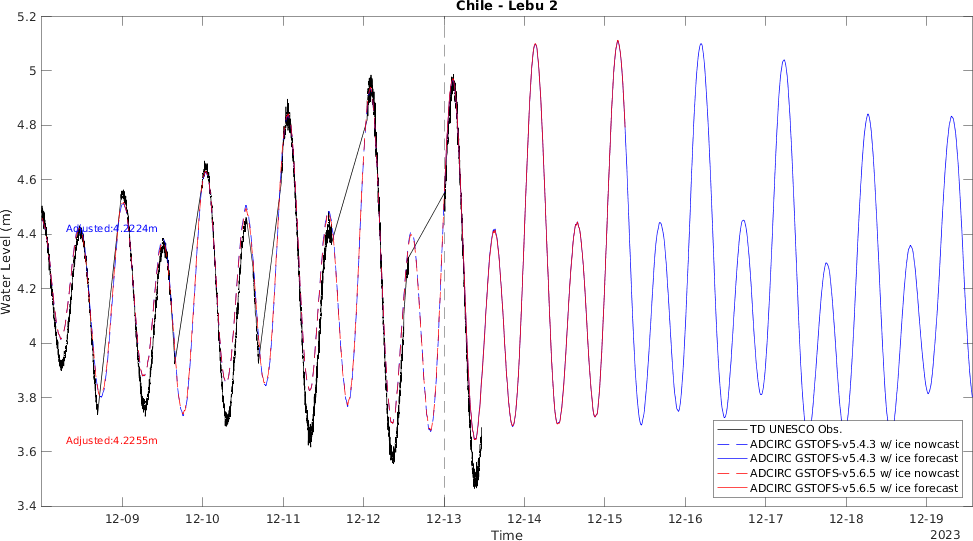 Chile - Lebu 2
Water Level (m)
5.2
5
4.8
4.6
4.4
4.2
4
3.8
3.6
3.4
Adjusted:4.2224m
Adjusted:4.2255m
TD UNESCO Obs.
ADCIRC GSTOFS-v5.4.3 w/ ice nowcast
ADCIRC GSTOFS-v5.4.3 w/ ice forecast
ADCIRC GSTOFS-v5.6.5 w/ ice nowcast
ADCIRC GSTOFS-v5.6.5 w/ ice forecast
12-09 12-10 12-11 12-12 12-13 12-14 12-15 12-16 12-17 12-18 12-19
2023
Time